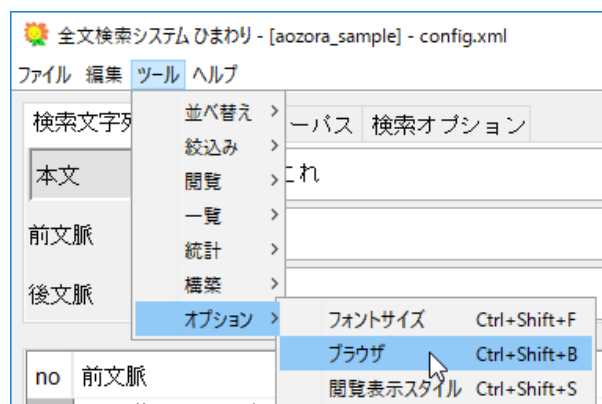 全文検索システム ひまわり - [aozora_sample] - config.xml
ファイル 編集 ツール ヘルプ
検索文字列 ーパス 検索オプション
並べ替え >
絞込み >
本文 これ
閲覧 >
一覧 >
前文脈
統計 >
構築 >
後文脈
オプション >
フォントサイズ Ctrl+Shift+F
ブラウザ Ctrl+Shift+B
閲覧表示スタイル Ctrl+Shift+S
no 前文脈